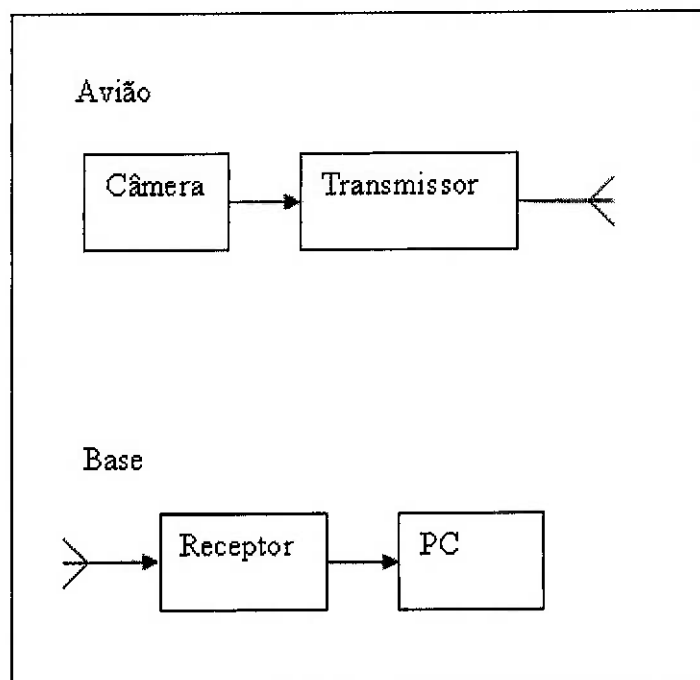 Avião
Câmera
Transmissor
Base
Receptor
PC